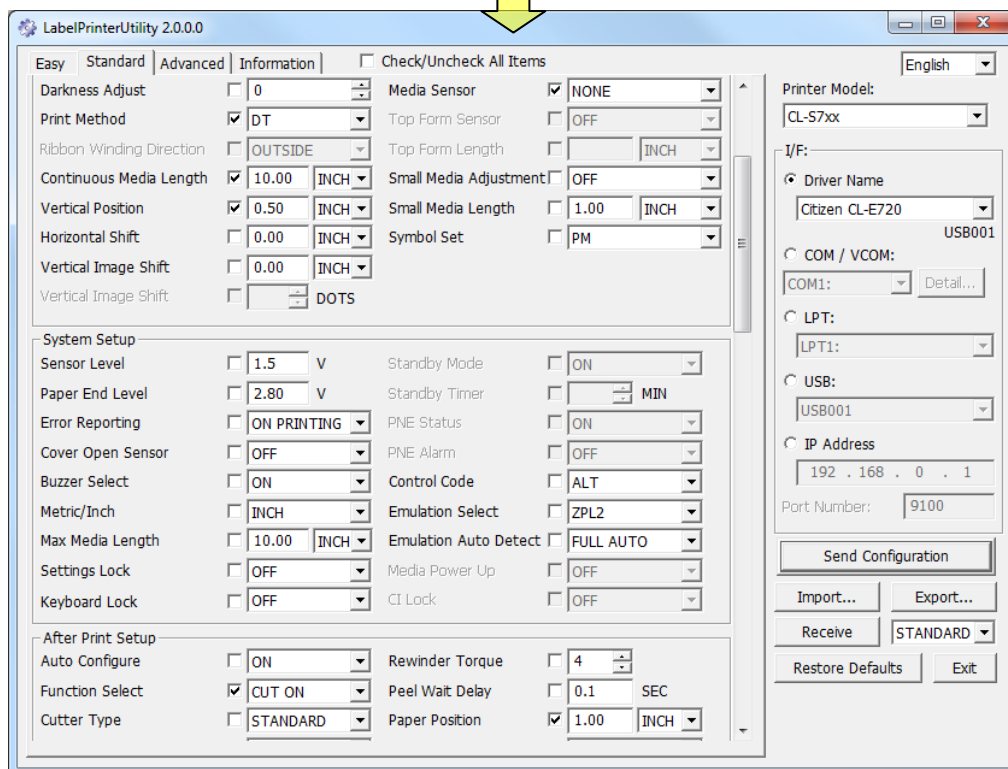 LabelPrinterUtility 2.0.0.0
Easy Standard Advanced Information Check/Uncheck All Items English
Darkness Adjust 0 Media Sensor NONE
Print Method DT Top Form Sensor OFF
Ribbon Winding Direction OUTSIDE Top Form Length INCH
Continuous Media Length 10.00 INCH Small Media Adjustment OFF
Vertical Position 0.50 INCH Small Media Length 1.00 INCH
Horizontal Shift 0.00 INCH Symbol Set PM
Vertical Image Shift 0.00 INCH
Vertical Image Shift DOTS
System Setup
Sensor Level 1.5 V Standby Mode ON
Paper End Level 2.80 V Standby Timer MIN
Error Reporting ON PRINTING PNE Status ON
Cover Open Sensor OFF PNE Alarm OFF
Buzzer Select ON Control Code ALT
Metric/Inch INCH Emulation Select ZPL2
Max Media Length 10.00 INCH Emulation Auto Detect FULL AUTO
Settings Lock OFF Media Power Up OFF
Keyboard Lock OFF CI Lock OFF
After Print Setup
Auto Configure ON Rewinder Torque 4
Function Select CUT ON Peel Wait Delay 0.1 SEC
Cutter Type STANDARD Paper Position 1.00 INCH
Printer Model:
CL-S7xx
I/F:
Driver Name
Citizen CL-E720
USB001
COM / VCOM:
COM1: Detail...
LPT:
LPT1:
USB:
USB001
IP Address
192 . 168 . 0 . 1
Port Number: 9100
Send Configuration
Import... Export...
Receive STANDARD
Restore Defaults Exit